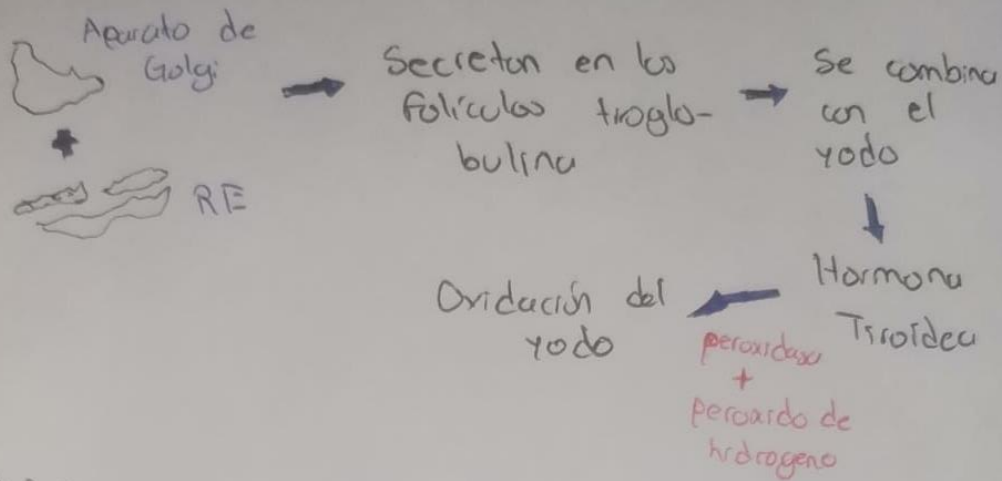 Aparato de
Golgi
+
RE
Secretan en los
folículos tiroglo-
bulina
Se combina
con el
yodo
Hormona
Tiroidea
peroxidasa
+
peroxido de
hidrogeno
Oxidación del
yodo